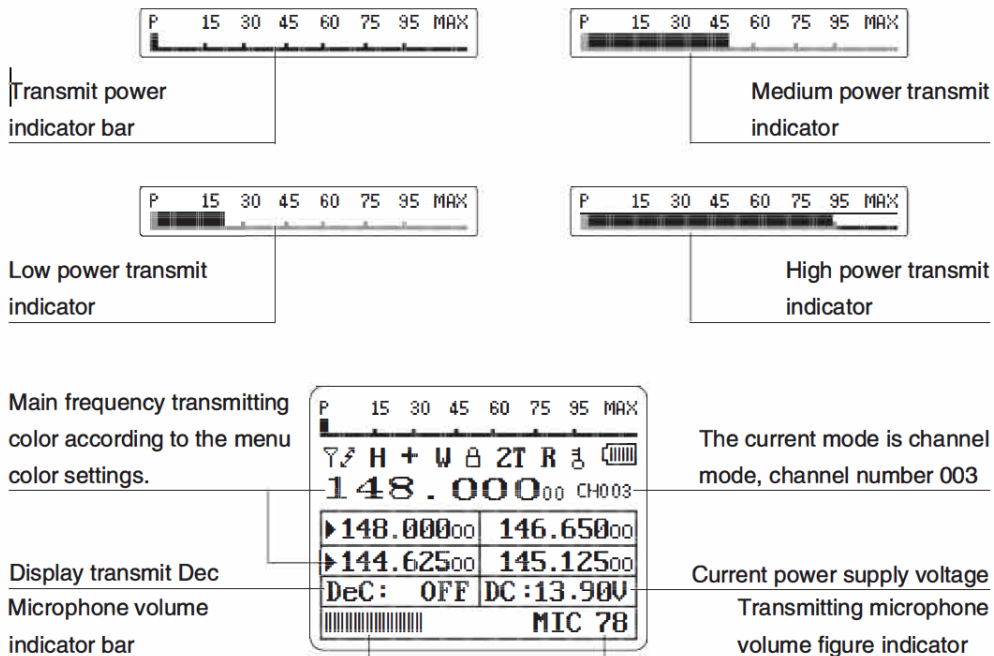 P 15 30 45 60 75 95 MAX
P 15 30 45 60 75 95 MAX
Transmit power
indicator bar
Medium power transmit
indicator
P 15 30 45 60 75 95 MAX
P 15 30 45 60 75 95 MAX
Low power transmit
indicator
High power transmit
indicator
Main frequency transmitting
color according to the menu
color settings.
P 15 30 45 60 75 95 MAX
H + W 2T R
148.00000 CH003
▶148.00000 146.65000
▶144.62500 145.12500
DeC: OFF DC:13.90V
MIC 78
The current mode is channel
mode, channel number 003
Display transmit Dec
Microphone volume
indicator bar
Current power supply voltage
Transmitting microphone
volume figure indicator